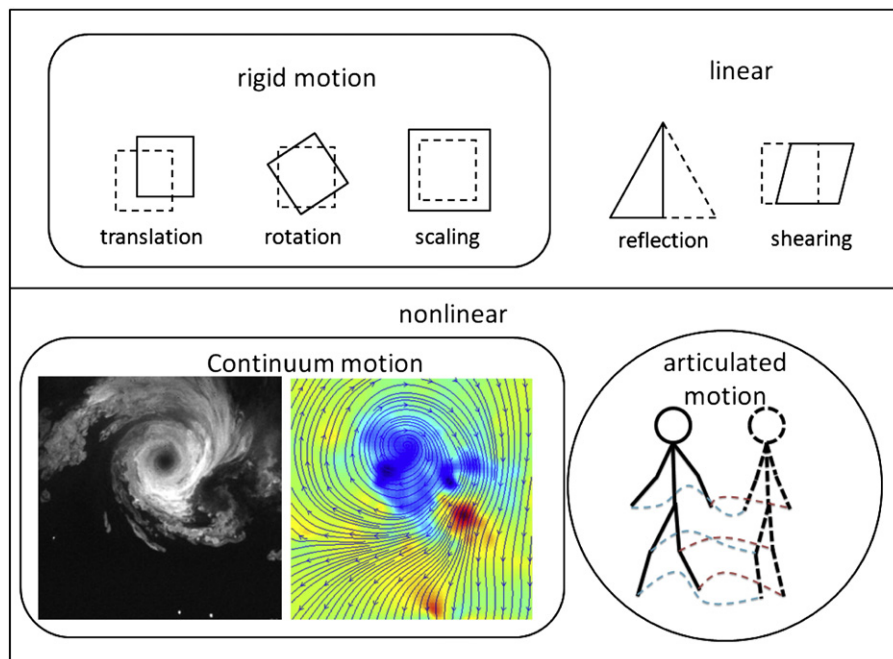 rigid motion
linear
translation
rotation
scaling
reflection
shearing
nonlinear
Continuum motion
articulated
motion